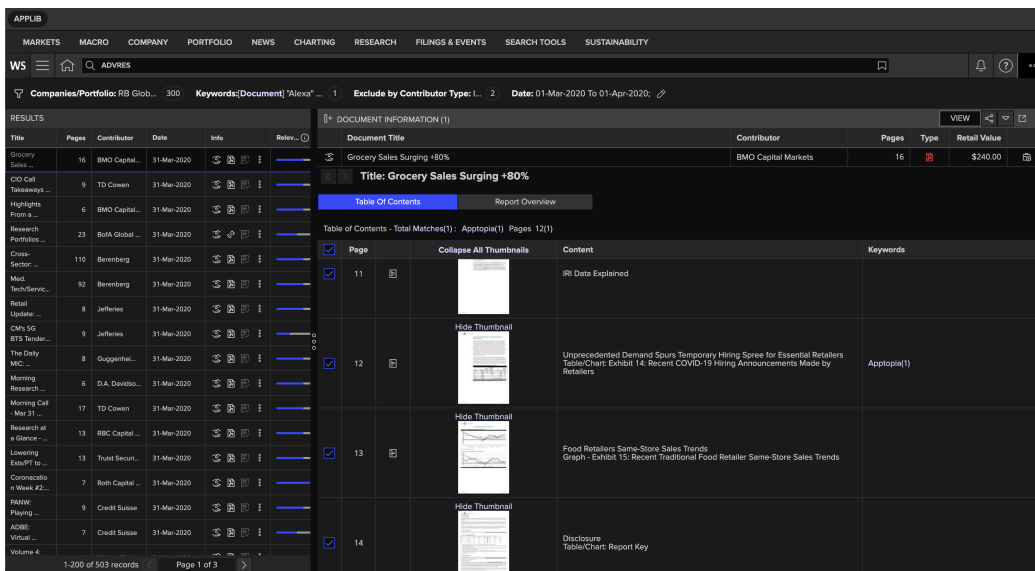 APPLIB
MARKETS MACRO COMPANY PORTFOLIO NEWS CHARTING RESEARCH FILINGS & EVENTS SEARCH TOOLS SUSTAINABILITY
WS ADVRES
Companies/Portfolio: RB Glob... 300 Keywords:[Document] "Alexa" ... 1 Exclude by Contributor Type: I... 2 Date: 01-Mar-2020 To 01-Apr-2020;
RESULTS
Title Pages Contributor Date Info Relev...
Grocery Sales ... 16 BMO Capital... 31-Mar-2020
CIO Call Takeaways ... 9 TD Cowen 31-Mar-2020
Highlights From a ... 6 BMO Capital... 31-Mar-2020
Research Portfolios ... 23 BofA Global ... 31-Mar-2020
Cross-Sector: ... 110 Berenberg 31-Mar-2020
Med. Tech/Servic... 92 Berenberg 31-Mar-2020
Retail Update: ... 8 Jefferies 31-Mar-2020
CM's 5G BTS Tender... 9 Jefferies 31-Mar-2020
The Daily MIC: ... 8 Guggenhei... 31-Mar-2020
Morning Research ... 6 D.A. Davidso... 31-Mar-2020
Morning Call - Mar 31 ... 17 TD Cowen 31-Mar-2020
Research at a Glance - ... 13 RBC Capital ... 31-Mar-2020
Lowering Ests/PT to ... 13 Truist Securi... 31-Mar-2020
Coronacatio n Week #2:... 7 Roth Capital ... 31-Mar-2020
PANW: Playing ... 9 Credit Suisse 31-Mar-2020
ADBE: Virtual ... 7 Credit Suisse 31-Mar-2020
Volume 4:
1-200 of 503 records Page 1 of 3
DOCUMENT INFORMATION (1) VIEW
Document Title Contributor Pages Type Retail Value
Grocery Sales Surging +80% BMO Capital Markets 16 $240.00
Title: Grocery Sales Surging +80%
Table Of Contents Report Overview
Table of Contents - Total Matches(1) : Apptopia(1) Pages 12(1)
Page Collapse All Thumbnails Content Keywords
11 IRI Data Explained
Hide Thumbnail
12 Unprecedented Demand Spurs Temporary Hiring Spree for Essential Retailers
Table/Chart: Exhibit 14: Recent COVID-19 Hiring Announcements Made by
Retailers
Apptopia(1)
Hide Thumbnail
13 Food Retailers Same-Store Sales Trends
Graph - Exhibit 15: Recent Traditional Food Retailer Same-Store Sales Trends
Hide Thumbnail
14 Disclosure
Table/Chart: Report Key